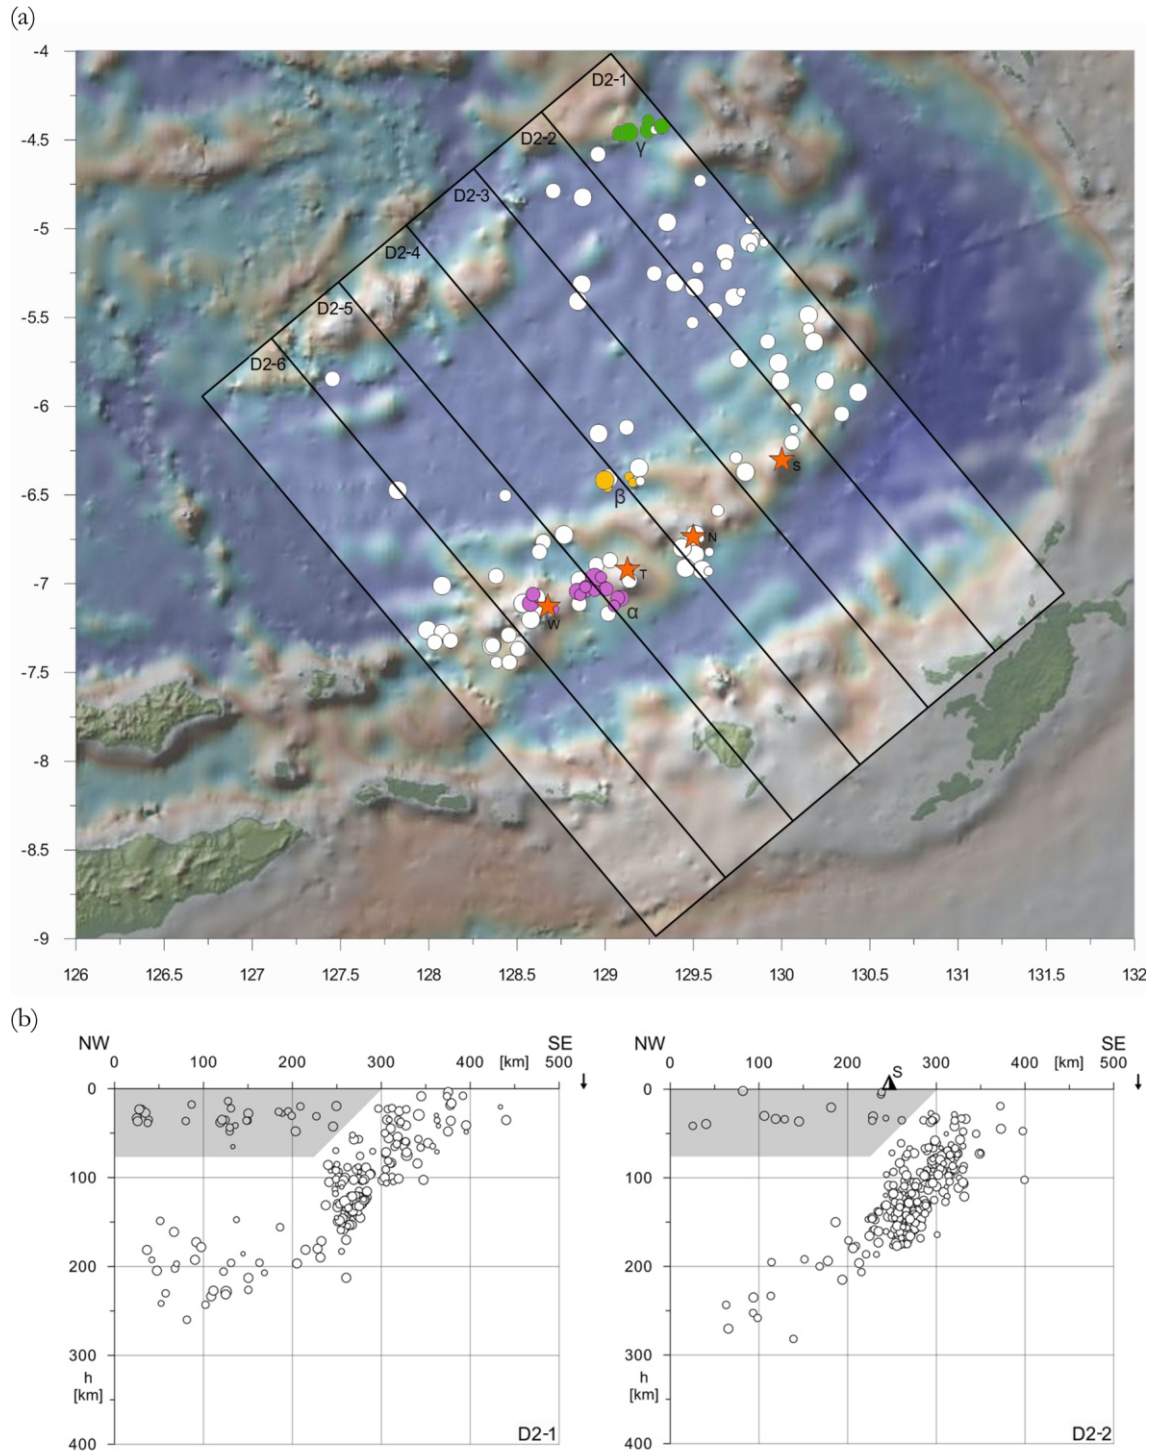 (a)
-4
-4.5
-5
-5.5
-6
-6.5
-7
-7.5
-8
-8.5
-9
126 126.5 127 127.5 128 128.5 129 129.5 130 130.5 131 131.5 132
D2-1
D2-2
D2-3
D2-4
D2-5
D2-6
γ
β
α
S
N
T
W
(b)
NW SE
0 100 200 300 400 [km] 500
0
100
200
300
h
[km]
400
D2-1
NW SE
S
0 100 200 300 400 [km] 500
0
100
200
300
h
[km]
400
D2-2